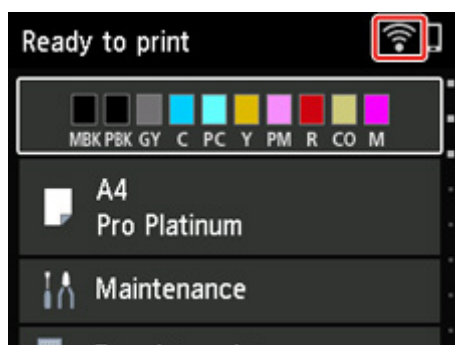 Ready to print
MBK PBK GY C PC Y PM R CO M
A4
Pro Platinum
Maintenance